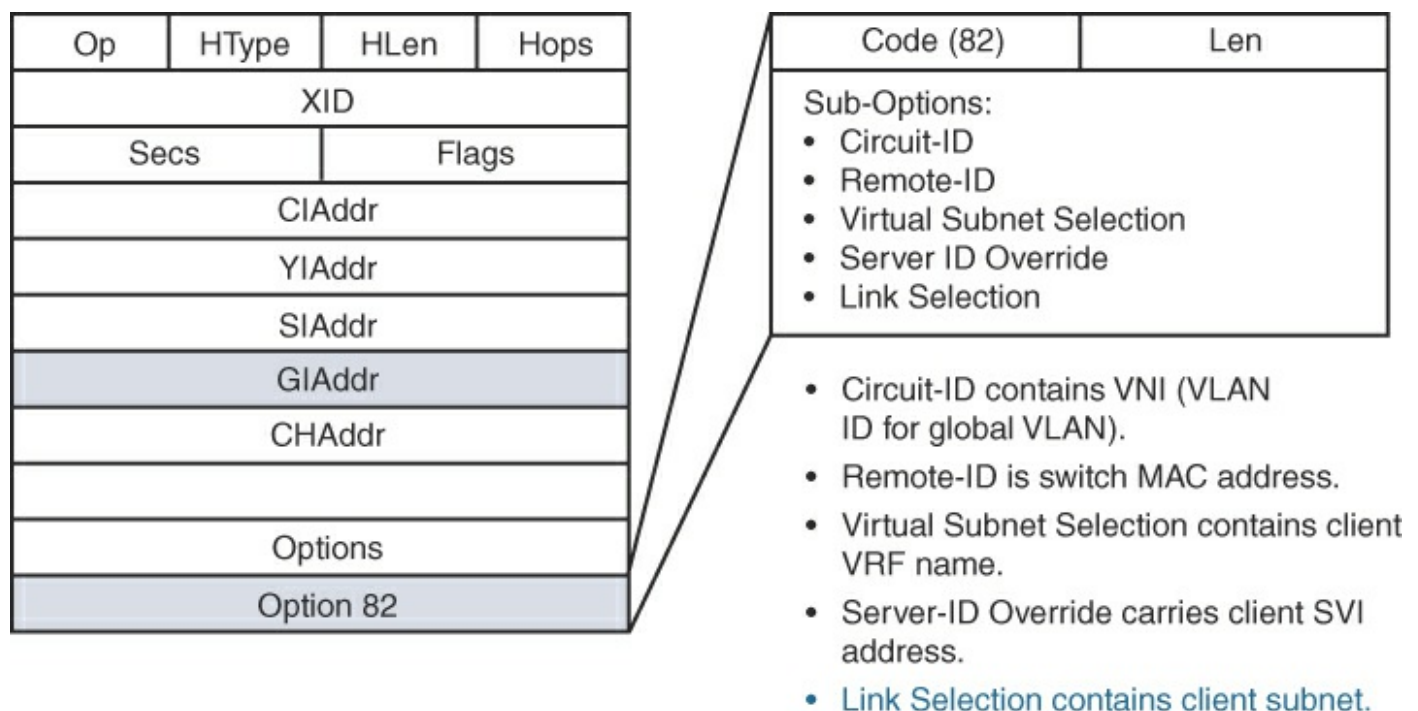 Op HType HLen Hops
XID
Secs Flags
CIAddr
YIAddr
SIAddr
GIAddr
CHAddr
Options
Option 82
Code (82) Len
Sub-Options:
• Circuit-ID
• Remote-ID
• Virtual Subnet Selection
• Server ID Override
• Link Selection
• Circuit-ID contains VNI (VLAN
ID for global VLAN).
• Remote-ID is switch MAC address.
• Virtual Subnet Selection contains client
VRF name.
• Server-ID Override carries client SVI
address.
• Link Selection contains client subnet.